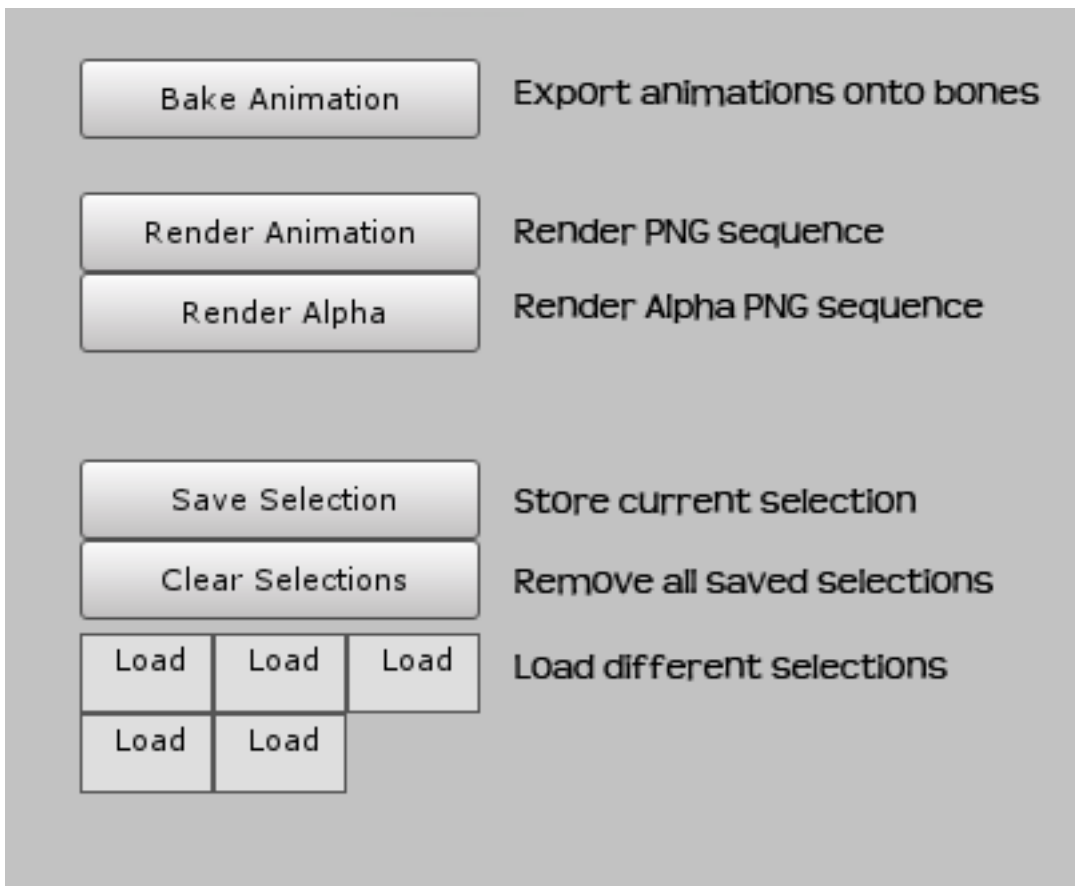 Bake Animation Export animations onto bones
Render Animation Render PNG sequence
Render Alpha Render Alpha PNG sequence
Save Selection Store current selection
Clear Selections Remove all saved selections
Load Load Load Load different selections
Load Load